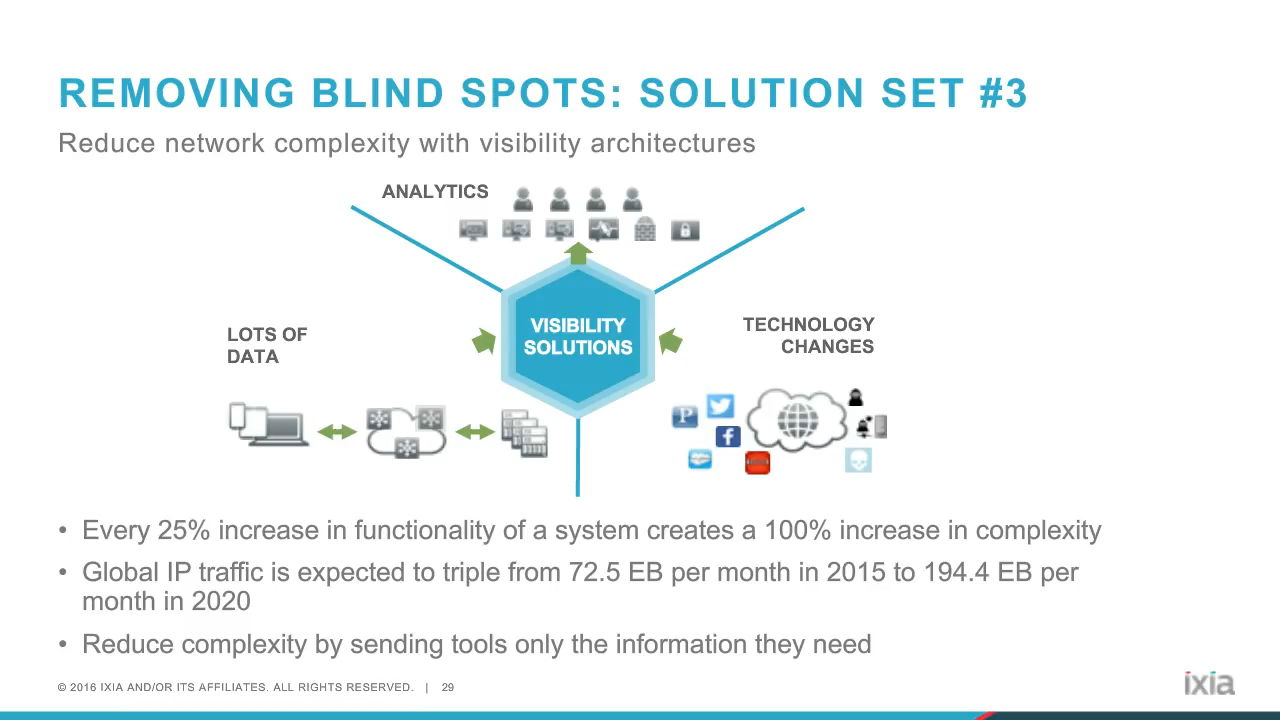 REMOVING BLIND SPOTS: SOLUTION SET #3
Reduce network complexity with visibility architectures
ANALYTICS
VISIBILITY
SOLUTIONS
LOTS OF
DATA
TECHNOLOGY
CHANGES
• Every 25% increase in functionality of a system creates a 100% increase in complexity
• Global IP traffic is expected to triple from 72.5 EB per month in 2015 to 194.4 EB per
month in 2020
• Reduce complexity by sending tools only the information they need
© 2016 IXIA AND/OR ITS AFFILIATES. ALL RIGHTS RESERVED. | 29
ixia